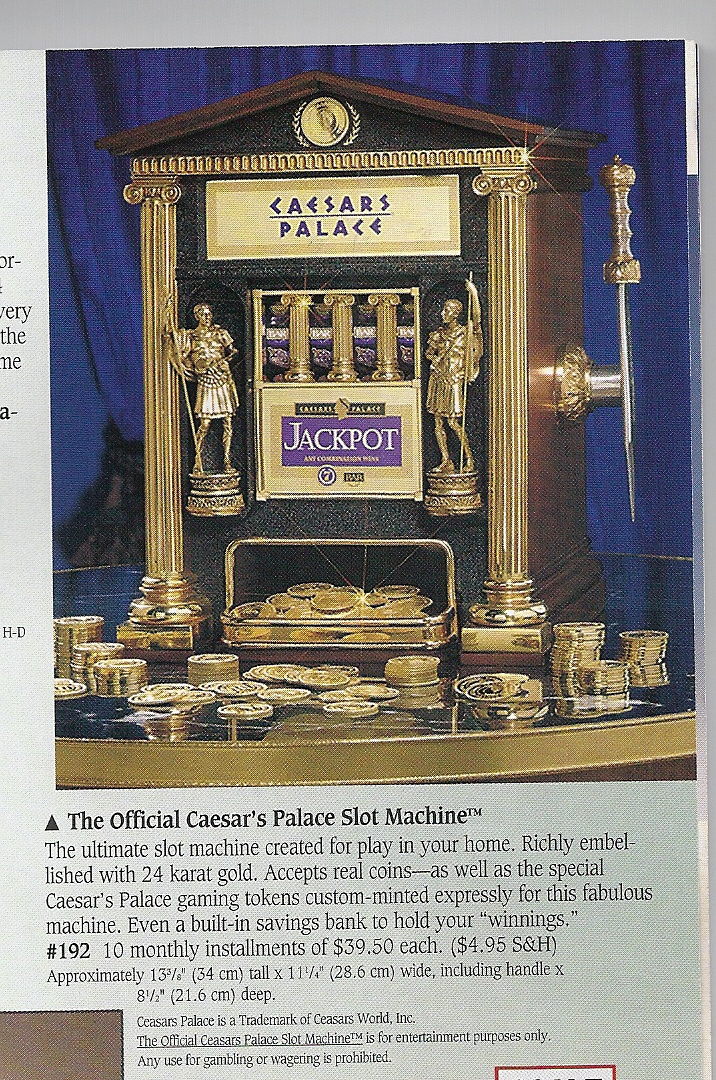 or-
very
the
me
a-
H-D
CAESARS
PALACE
CAESARS PALACE
JACKPOT
ANY COMBINATION WINS
7 BAR
▲ The Official Caesar's Palace Slot Machine™
The ultimate slot machine created for play in your home. Richly embel-
lished with 24 karat gold. Accepts real coins—as well as the special
Caesar's Palace gaming tokens custom-minted expressly for this fabulous
machine. Even a built-in savings bank to hold your “winnings.”
#192 10 monthly installments of $39.50 each. ($4.95 S&H)
Approximately 13³/₈" (34 cm) tall x 11¹/₄" (28.6 cm) wide, including handle x
8¹/₂" (21.6 cm) deep.
Ceasars Palace is a Trademark of Ceasars World, Inc.
The Official Ceasars Palace Slot Machine™ is for entertainment purposes only.
Any use for gambling or wagering is prohibited.